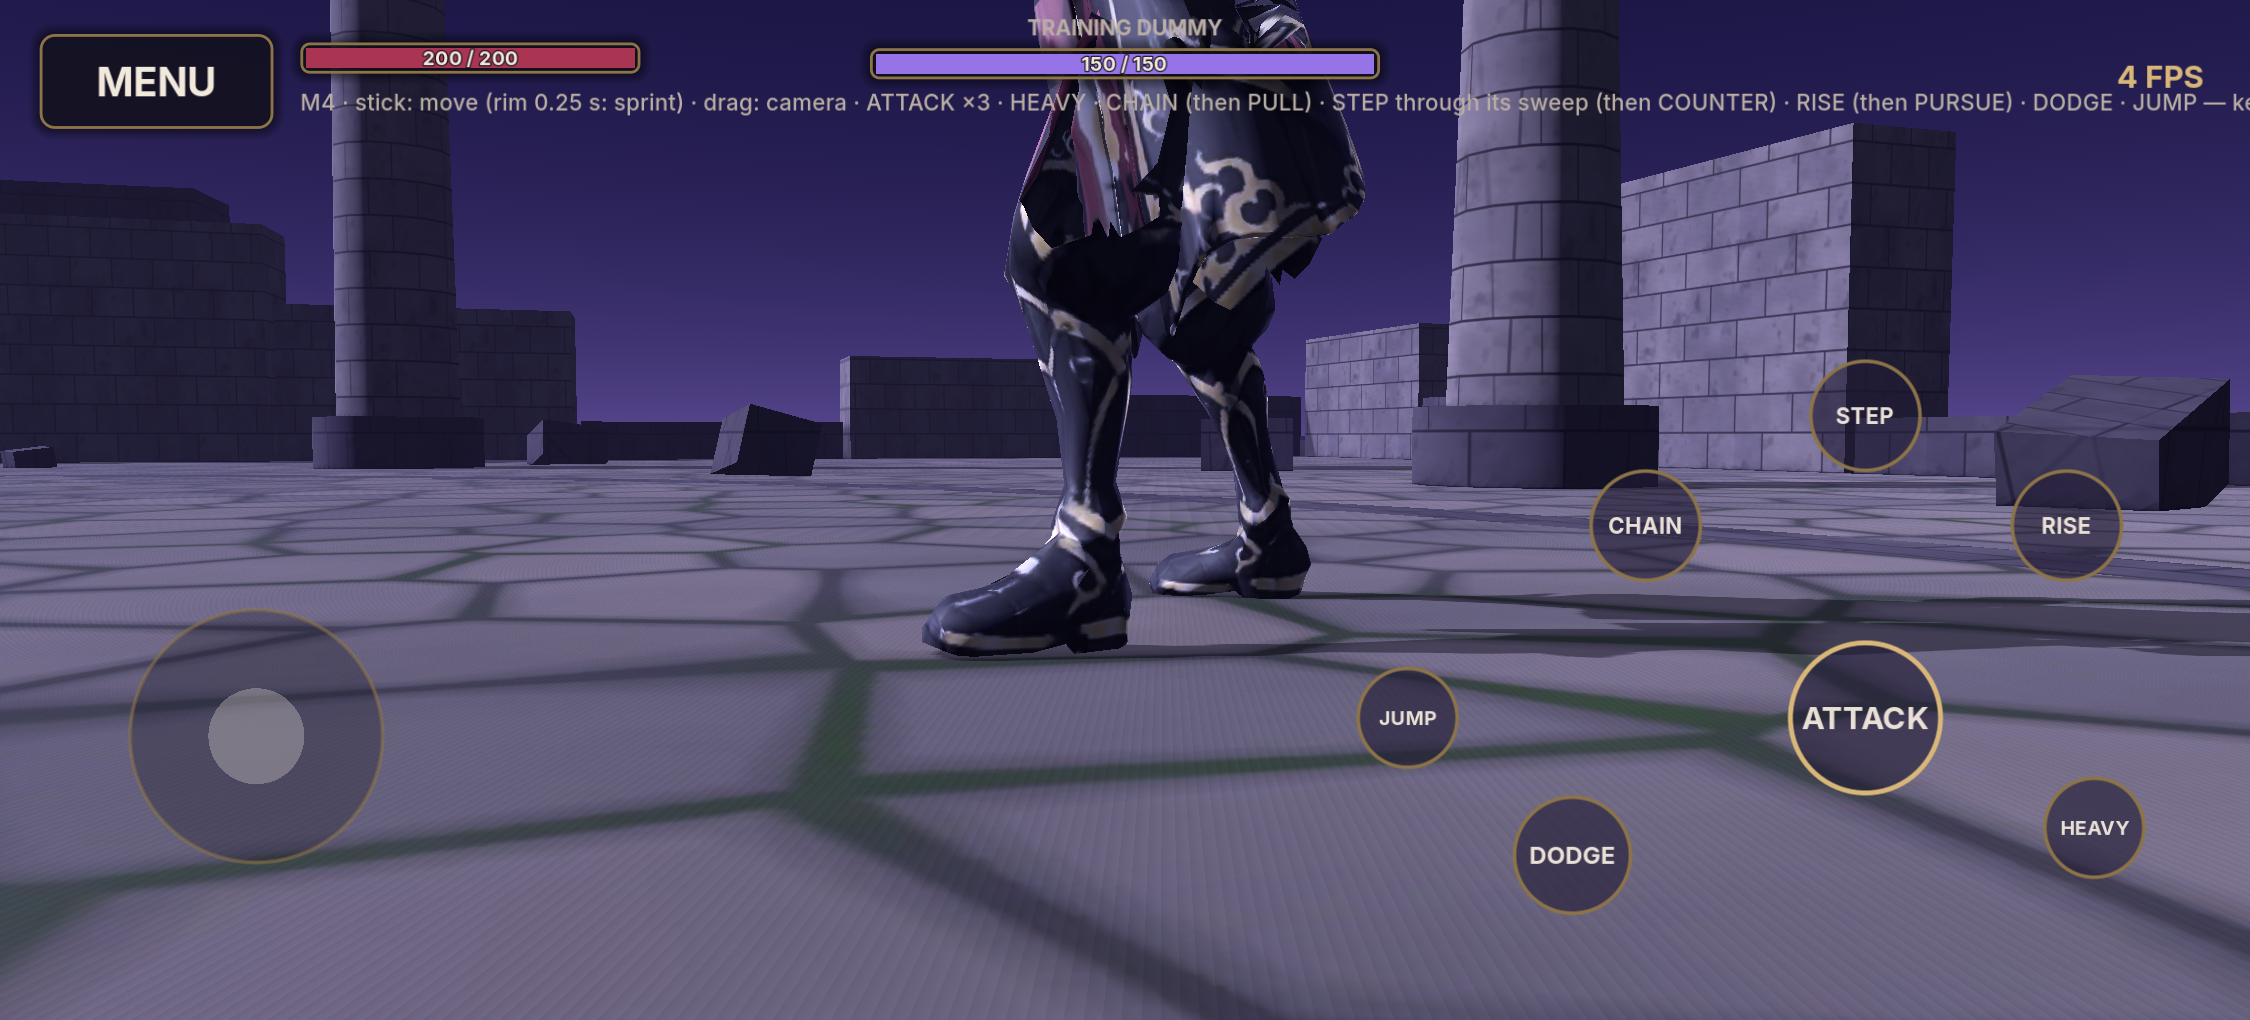 TRAINING DUMMY
MENU
200 / 200
150 / 150
4 FPS
M4 · stick: move (rim 0.25 s: sprint) · drag: camera · ATTACK ×3 · HEAVY · CHAIN (then PULL) · STEP through its sweep (then COUNTER) · RISE (then PURSUE) · DODGE · JUMP — ke
STEP
CHAIN
RISE
JUMP
ATTACK
HEAVY
DODGE